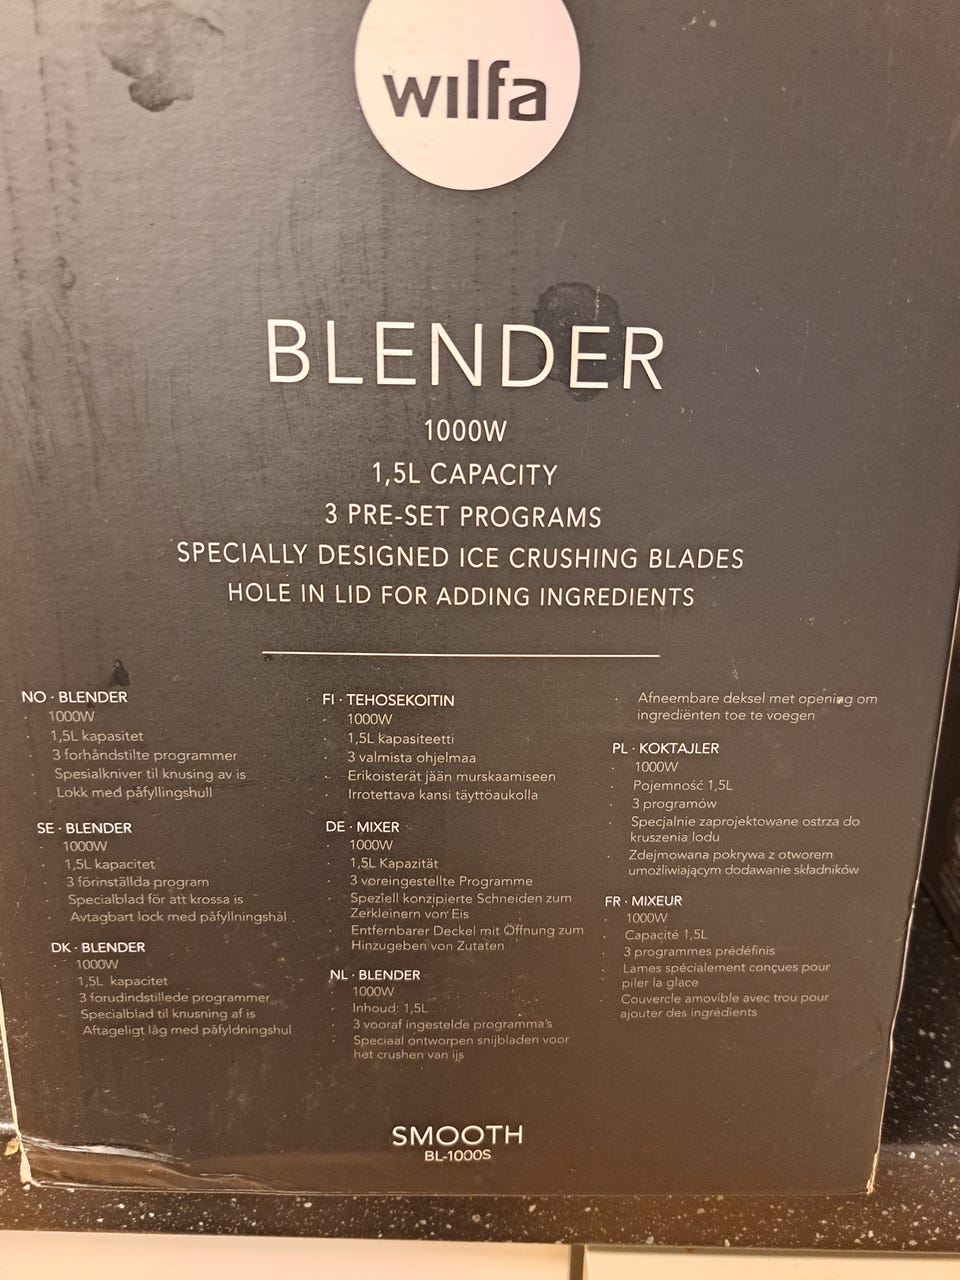 wilfa
BLENDER
1000W
1,5L CAPACITY
3 PRE-SET PROGRAMS
SPECIALLY DESIGNED ICE CRUSHING BLADES
HOLE IN LID FOR ADDING INGREDIENTS
NO · BLENDER
· 1000W
· 1,5L kapasitet
· 3 forhåndstilte programmer
· Spesialkniver til knusing av is
· Lokk med påfyllingshull
SE · BLENDER
· 1000W
· 1,5L kapacitet
· 3 förinställda program
· Specialblad för att krossa is
· Avtagbart lock med påfyllningshål
DK · BLENDER
· 1000W
· 1,5L kapacitet
· 3 forudindstillede programmer
· Specialblad til knusning af is
· Aftageligt låg med påfyldningshul
FI · TEHOSEKOITIN
· 1000W
· 1,5L kapasiteetti
· 3 valmista ohjelmaa
· Erikoisterät jään murskaamiseen
· Irrotettava kansi täyttöaukolla
DE · MIXER
· 1000W
· 1,5L Kapazität
· 3 voreingestellte Programme
· Speziell konzipierte Schneiden zum
Zerkleinern von Eis
· Entfernbarer Deckel mit Öffnung zum
Hinzugeben von Zutaten
NL · BLENDER
· 1000W
· Inhoud: 1,5L
· 3 vooraf ingestelde programma's
· Speciaal ontworpen snijbladen voor
het crushen van ijs
· Afneembare deksel met opening om
ingrediënten toe te voegen
PL · KOKTAJLER
· 1000W
· Pojemność 1,5L
· 3 programów
· Specjalnie zaprojektowane ostrza do
kruszenia lodu
· Zdejmowana pokrywa z otworem
umożliwiającym dodawanie składników
FR · MIXEUR
· 1000W
· Capacité 1,5L
· 3 programmes prédéfinis
· Lames spécialement conçues pour
piler la glace
· Couvercle amovible avec trou pour
ajouter des ingrédients
SMOOTH
BL-1000S